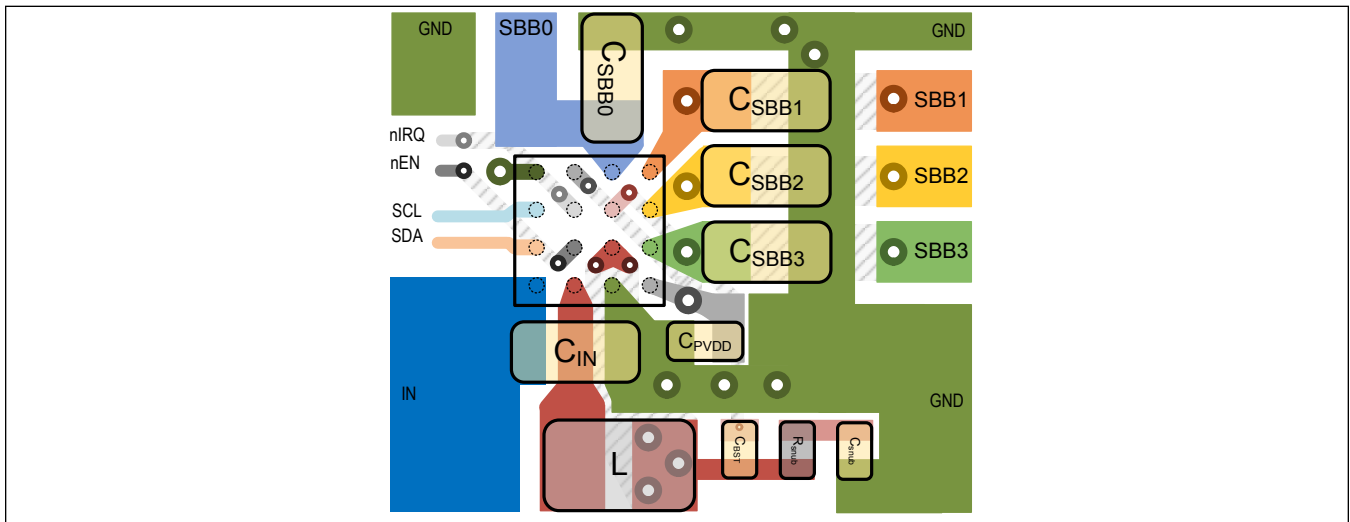 GND
SBB0
CSBB0
GND
CSBB1
SBB1
nIRQ
nEN
CSBB2
SBB2
SCL
SDA
CSBB3
SBB3
CIN
CPVDD
IN
GND
L
CBST
Rsnub
Csnub